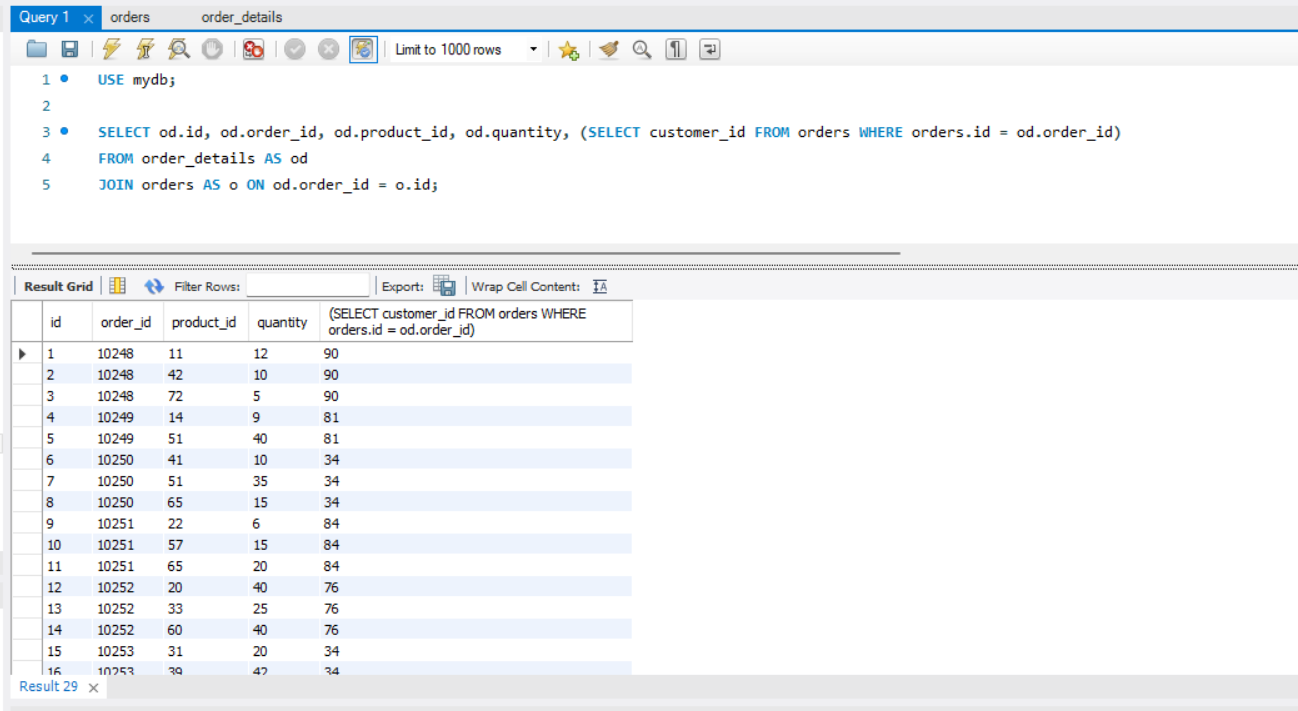 Query 1 orders order_details
Limit to 1000 rows
1 USE mydb;
2
3 SELECT od.id, od.order_id, od.product_id, od.quantity, (SELECT customer_id FROM orders WHERE orders.id = od.order_id)
4 FROM order_details AS od
5 JOIN orders AS o ON od.order_id = o.id;
Result Grid Filter Rows: Export: Wrap Cell Content: IA
id order_id product_id quantity (SELECT customer_id FROM orders WHERE
orders.id = od.order_id)
1 10248 11 12 90
2 10248 42 10 90
3 10248 72 5 90
4 10249 14 9 81
5 10249 51 40 81
6 10250 41 10 34
7 10250 51 35 34
8 10250 65 15 34
9 10251 22 6 84
10 10251 57 15 84
11 10251 65 20 84
12 10252 20 40 76
13 10252 33 25 76
14 10252 60 40 76
15 10253 31 20 34
16 10253 39 42 34
Result 29